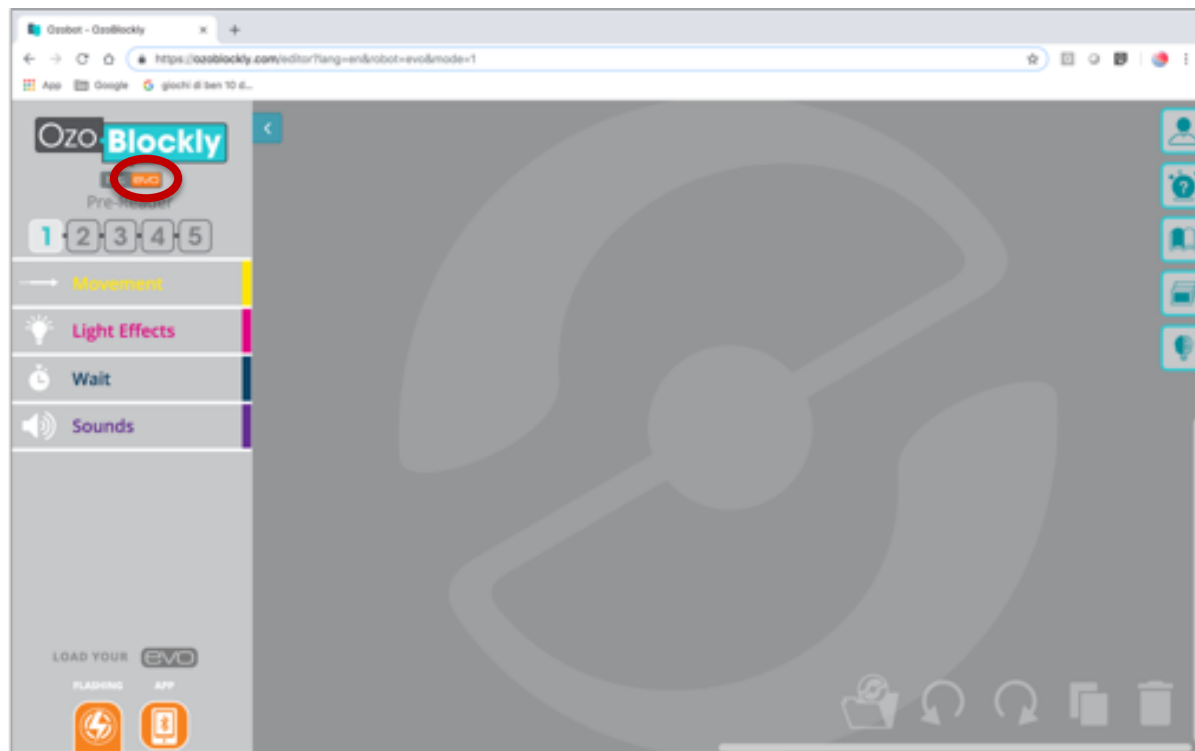 Ozobot - OzoBlockly
https://ozoblockly.com/editor?lang=en&robot=evo&mode=1
App Google giochi di ben 10 d...
Ozo Blockly
evo
Pre-Reader
1 2 3 4 5
Movement
Light Effects
Wait
Sounds
LOAD YOUR evo
FLASHING APP